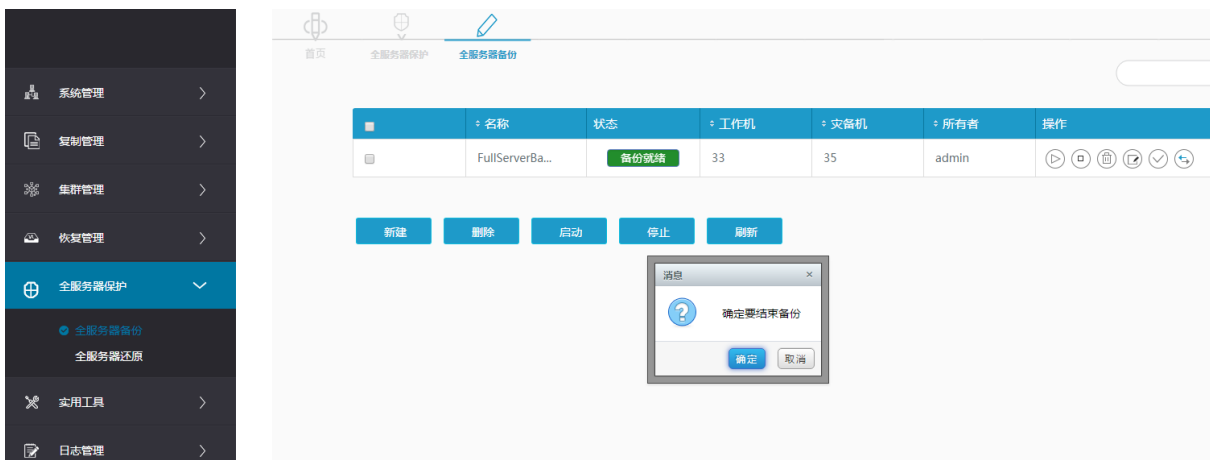 首页
全服务器保护
全服务器备份
系统管理
复制管理
集群管理
恢复管理
全服务器保护
全服务器备份
全服务器还原
实用工具
日志管理
名称 状态 工作机 灾备机 所有者 操作
FullServerBa... 备份就绪 33 35 admin
新建 删除 启动 停止 刷新
消息 ×
确定要结束备份
确定 取消